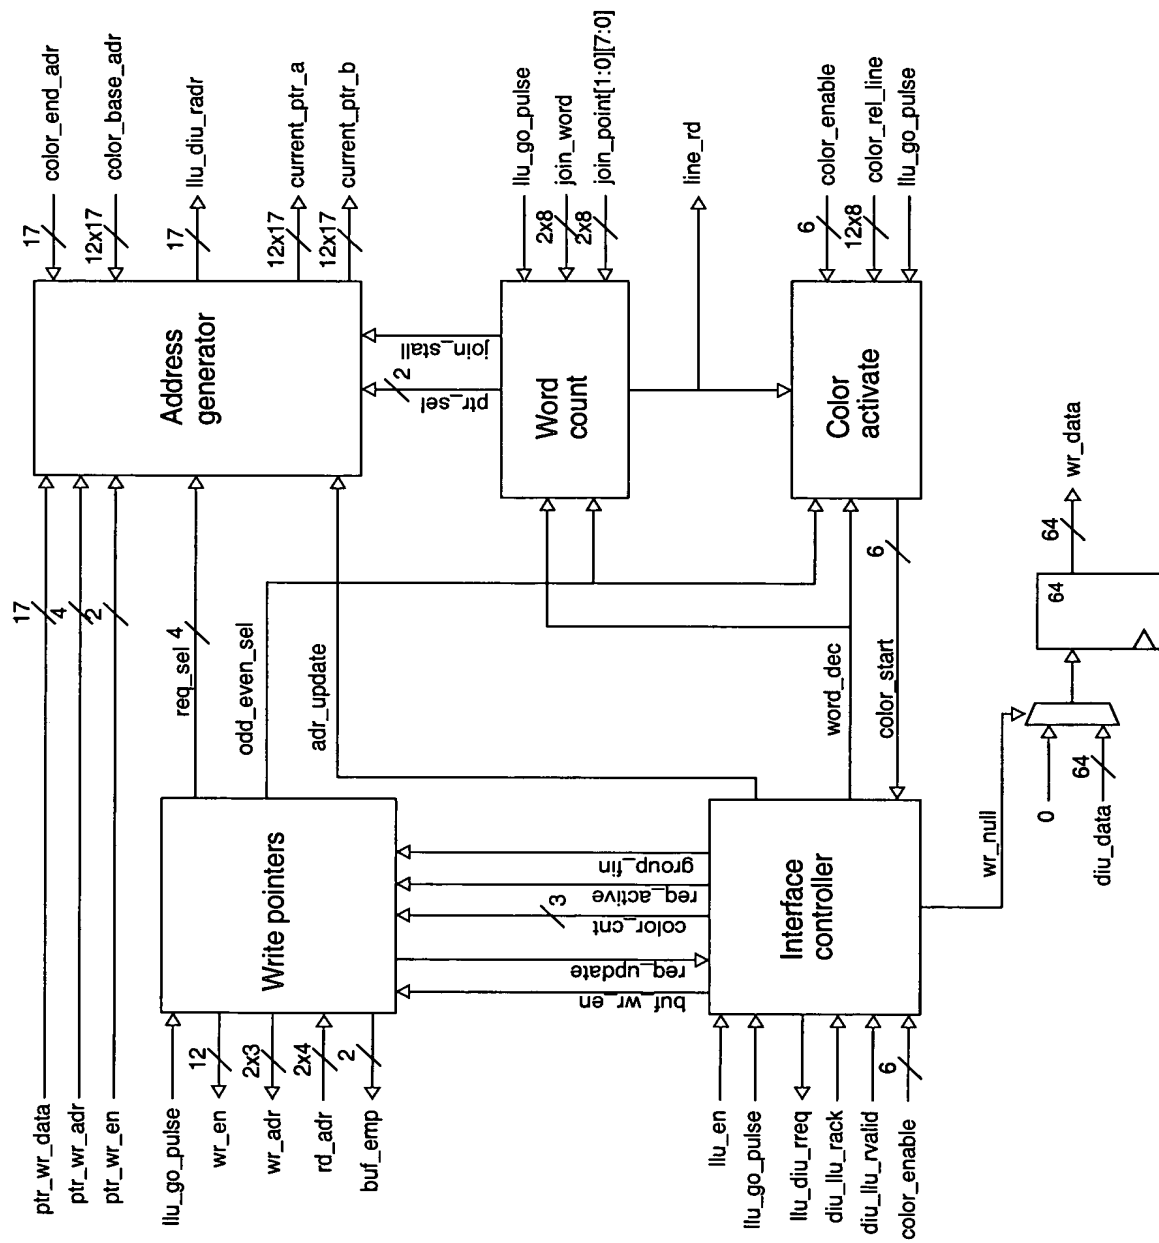 ptr_wr_data
17
ptr_wr_adr
4
ptr_wr_en
2
llu_go_pulse
wr_en
12
wr_adr
2x3
rd_adr
2x4
buf_emp
2
Write pointers
req_sel
4
odd_even_sel
adr_update
Address
generator
17
color_end_adr
12x17
color_base_adr
17
llu_diu_radr
12x17
current_ptr_a
12x17
current_ptr_b
buf_wr_en
req_update
color_cnt
3
req_active
group_fin
ptr_sel
2
join_stall
Word
count
llu_go_pulse
2x8
join_word
2x8
join_point[1:0][7:0]
line_rd
llu_en
llu_go_pulse
llu_diu_rreq
diu_llu_rack
diu_llu_rvalid
color_enable
6
Interface
controller
word_dec
color_start
6
Color
activate
6
color_enable
12x8
color_rel_line
llu_go_pulse
wr_null
0
diu_data
64
64
64
wr_data